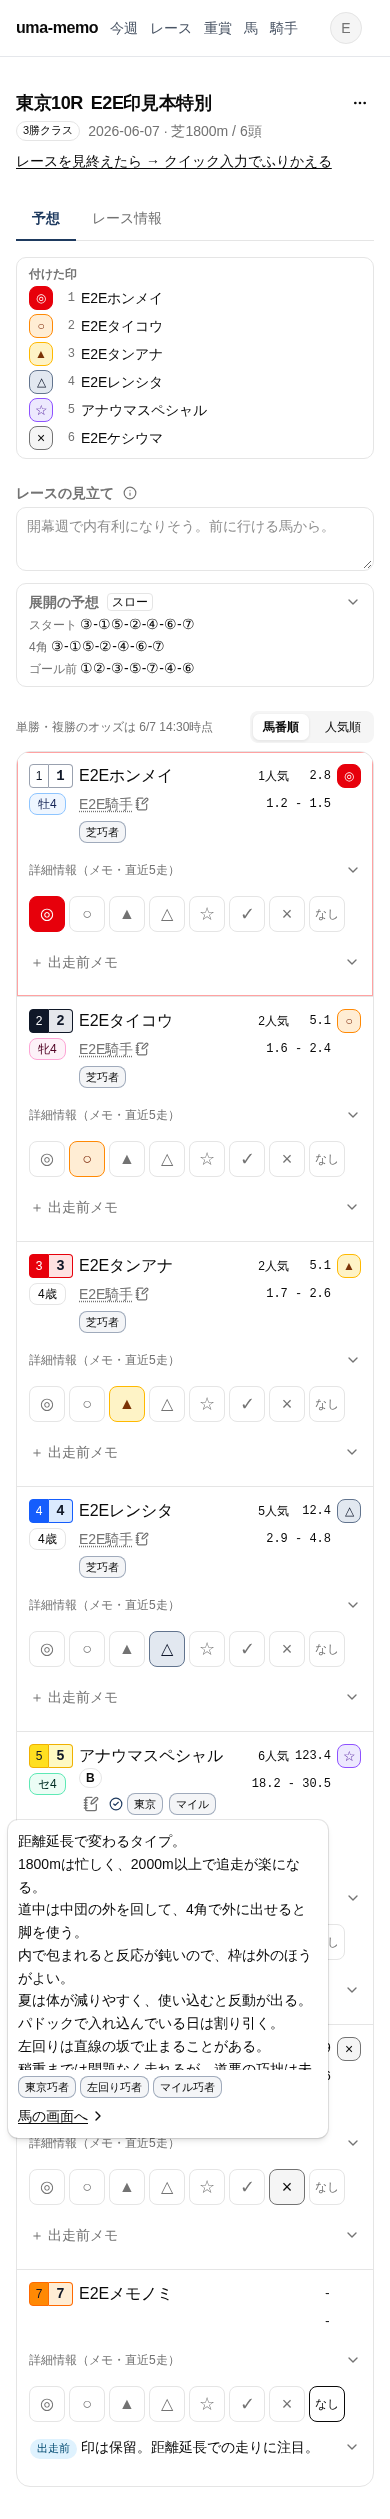 uma-memo 今週 レース 重賞 馬 騎手 E
東京10R E2E印見本特別 …
3勝クラス 2026-06-07 · 芝1800m / 6頭
レースを見終えたら → クイック入力でふりかえる
予想 レース情報
付けた印
◎ 1 E2Eホンメイ
○ 2 E2Eタイコウ
▲ 3 E2Eタンアナ
△ 4 E2Eレンシタ
☆ 5 アナウマスペシャル
× 6 E2Eケシウマ
レースの見立て
開幕週で内有利になりそう。前に行ける馬から。
展開の予想 スロー
スタート ③-①⑤-②-④-⑥-⑦
4角 ③-①⑤-②-④-⑥-⑦
ゴール前 ①②-③-⑤-⑦-④-⑥
単勝・複勝のオッズは 6/7 14:30時点 馬番順 人気順
1 1 E2Eホンメイ 1人気 2.8 ◎
牡4 E2E騎手 1.2 - 1.5
芝巧者
詳細情報（メモ・直近5走）
◎ ○ ▲ △ ☆ ✓ × なし
＋ 出走前メモ
2 2 E2Eタイコウ 2人気 5.1 ○
牝4 E2E騎手 1.6 - 2.4
芝巧者
詳細情報（メモ・直近5走）
◎ ○ ▲ △ ☆ ✓ × なし
＋ 出走前メモ
3 3 E2Eタンアナ 2人気 5.1 ▲
4歳 E2E騎手 1.7 - 2.6
芝巧者
詳細情報（メモ・直近5走）
◎ ○ ▲ △ ☆ ✓ × なし
＋ 出走前メモ
4 4 E2Eレンシタ 5人気 12.4 △
4歳 E2E騎手 2.9 - 4.8
芝巧者
詳細情報（メモ・直近5走）
◎ ○ ▲ △ ☆ ✓ × なし
＋ 出走前メモ
5 5 アナウマスペシャル 6人気 123.4 ☆
セ4 B 18.2 - 30.5
東京 マイル
距離延長で変わるタイプ。
1800mは忙しく、2000m以上で追走が楽にな
る。
道中は中団の外を回して、4角で外に出せると
脚を使う。
内で包まれると反応が鈍いので、枠は外のほう
がよい。
夏は体が減りやすく、使い込むと反動が出る。
パドックで入れ込んでいる日は割り引く。
左回りは直線の坂で止まることがある。
×
東京巧者 左回り巧者 マイル巧者
馬の画面へ
詳細情報（メモ・直近5走）
◎ ○ ▲ △ ☆ ✓ × なし
＋ 出走前メモ
7 7 E2Eメモノミ -
-
詳細情報（メモ・直近5走）
◎ ○ ▲ △ ☆ ✓ × なし
出走前 印は保留。距離延長での走りに注目。